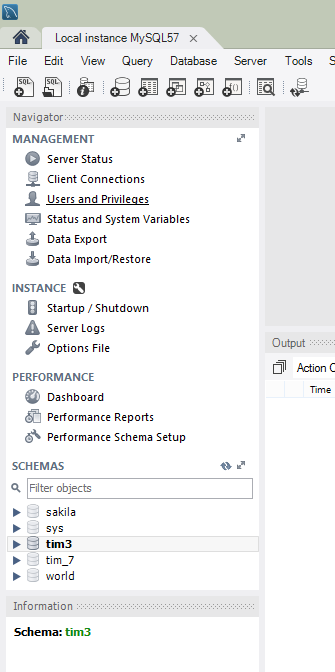 Local instance MySQL57
File Edit View Query Database Server Tools S
Navigator
MANAGEMENT
Server Status
Client Connections
Users and Privileges
Status and System Variables
Data Export
Data Import/Restore
INSTANCE
Startup / Shutdown
Server Logs
Options File
PERFORMANCE
Dashboard
Performance Reports
Performance Schema Setup
SCHEMAS
Filter objects
sakila
sys
tim3
tim_7
world
Information
Schema: tim3
Output
Action O
Time